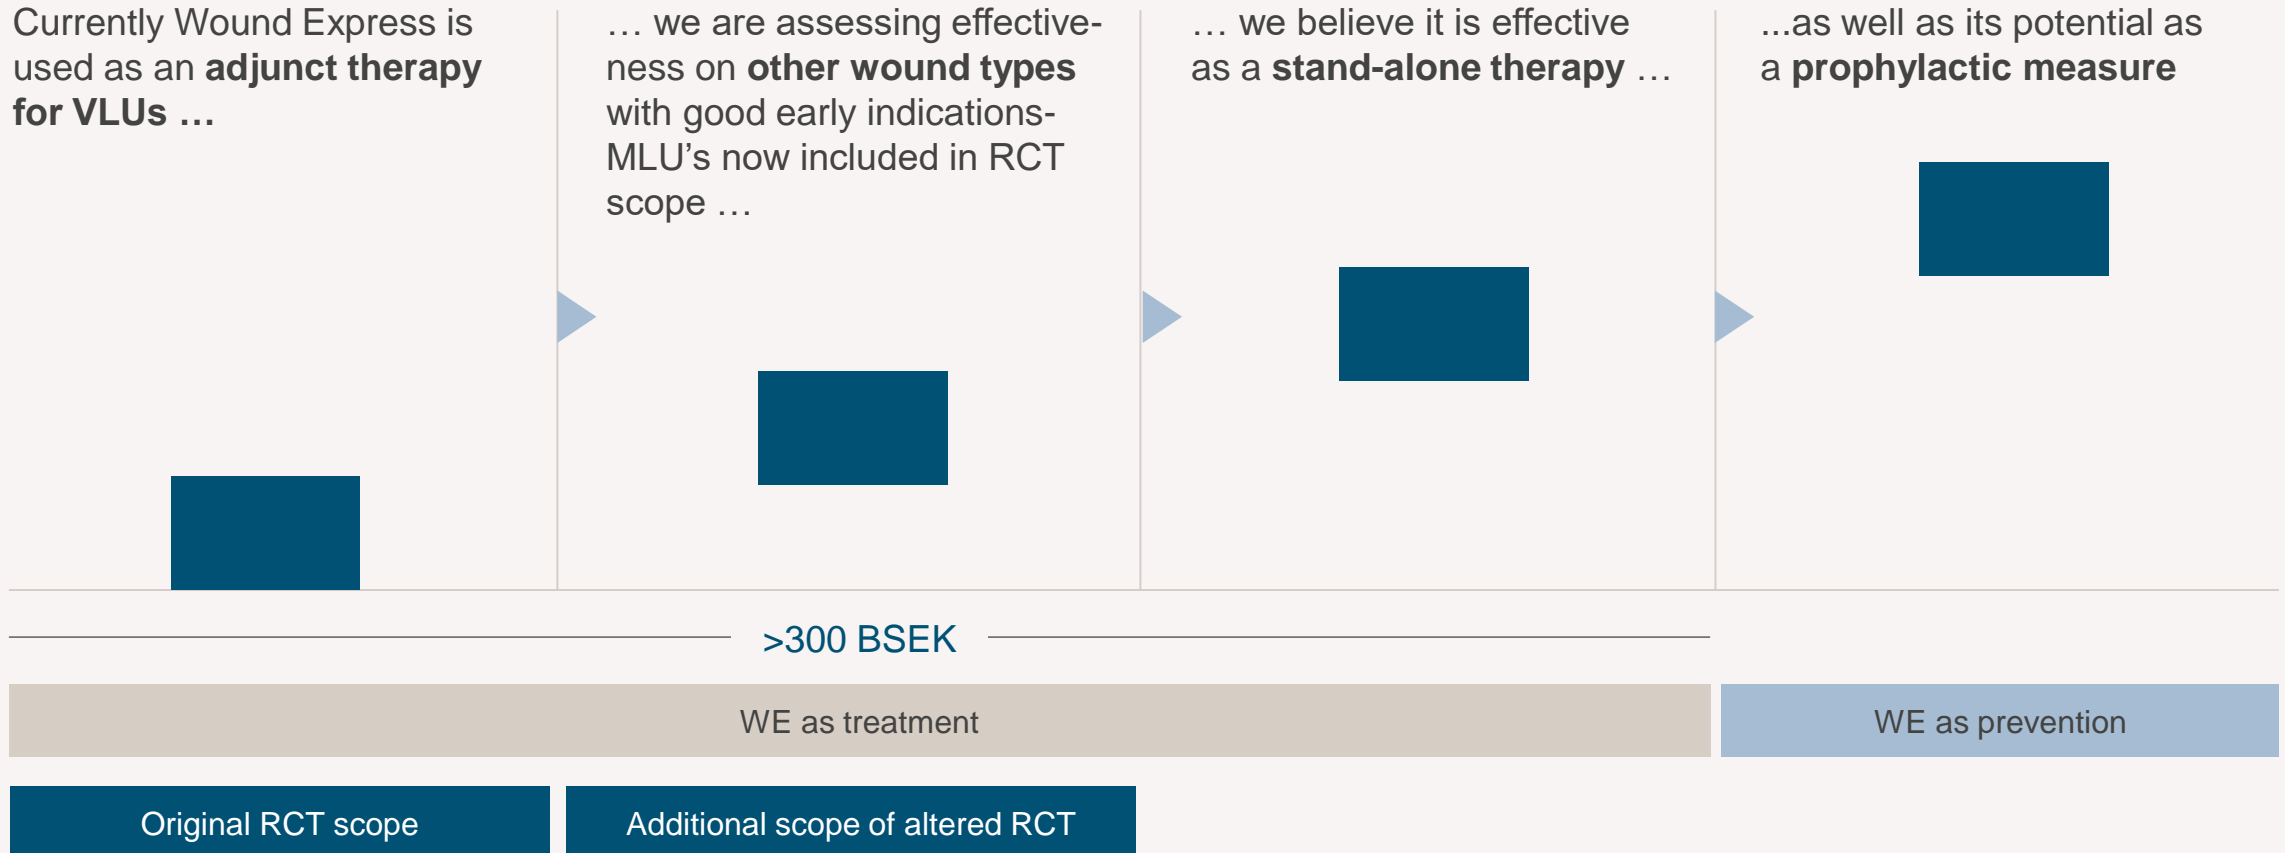 Currently Wound Express is
used as an adjunct therapy
for VLUs …
… we are assessing effective-
ness on other wound types
with good early indications-
MLU’s now included in RCT
scope …
… we believe it is effective
as a stand-alone therapy …
...as well as its potential as
a prophylactic measure
>300 BSEK
WE as treatment
WE as prevention
Original RCT scope
Additional scope of altered RCT